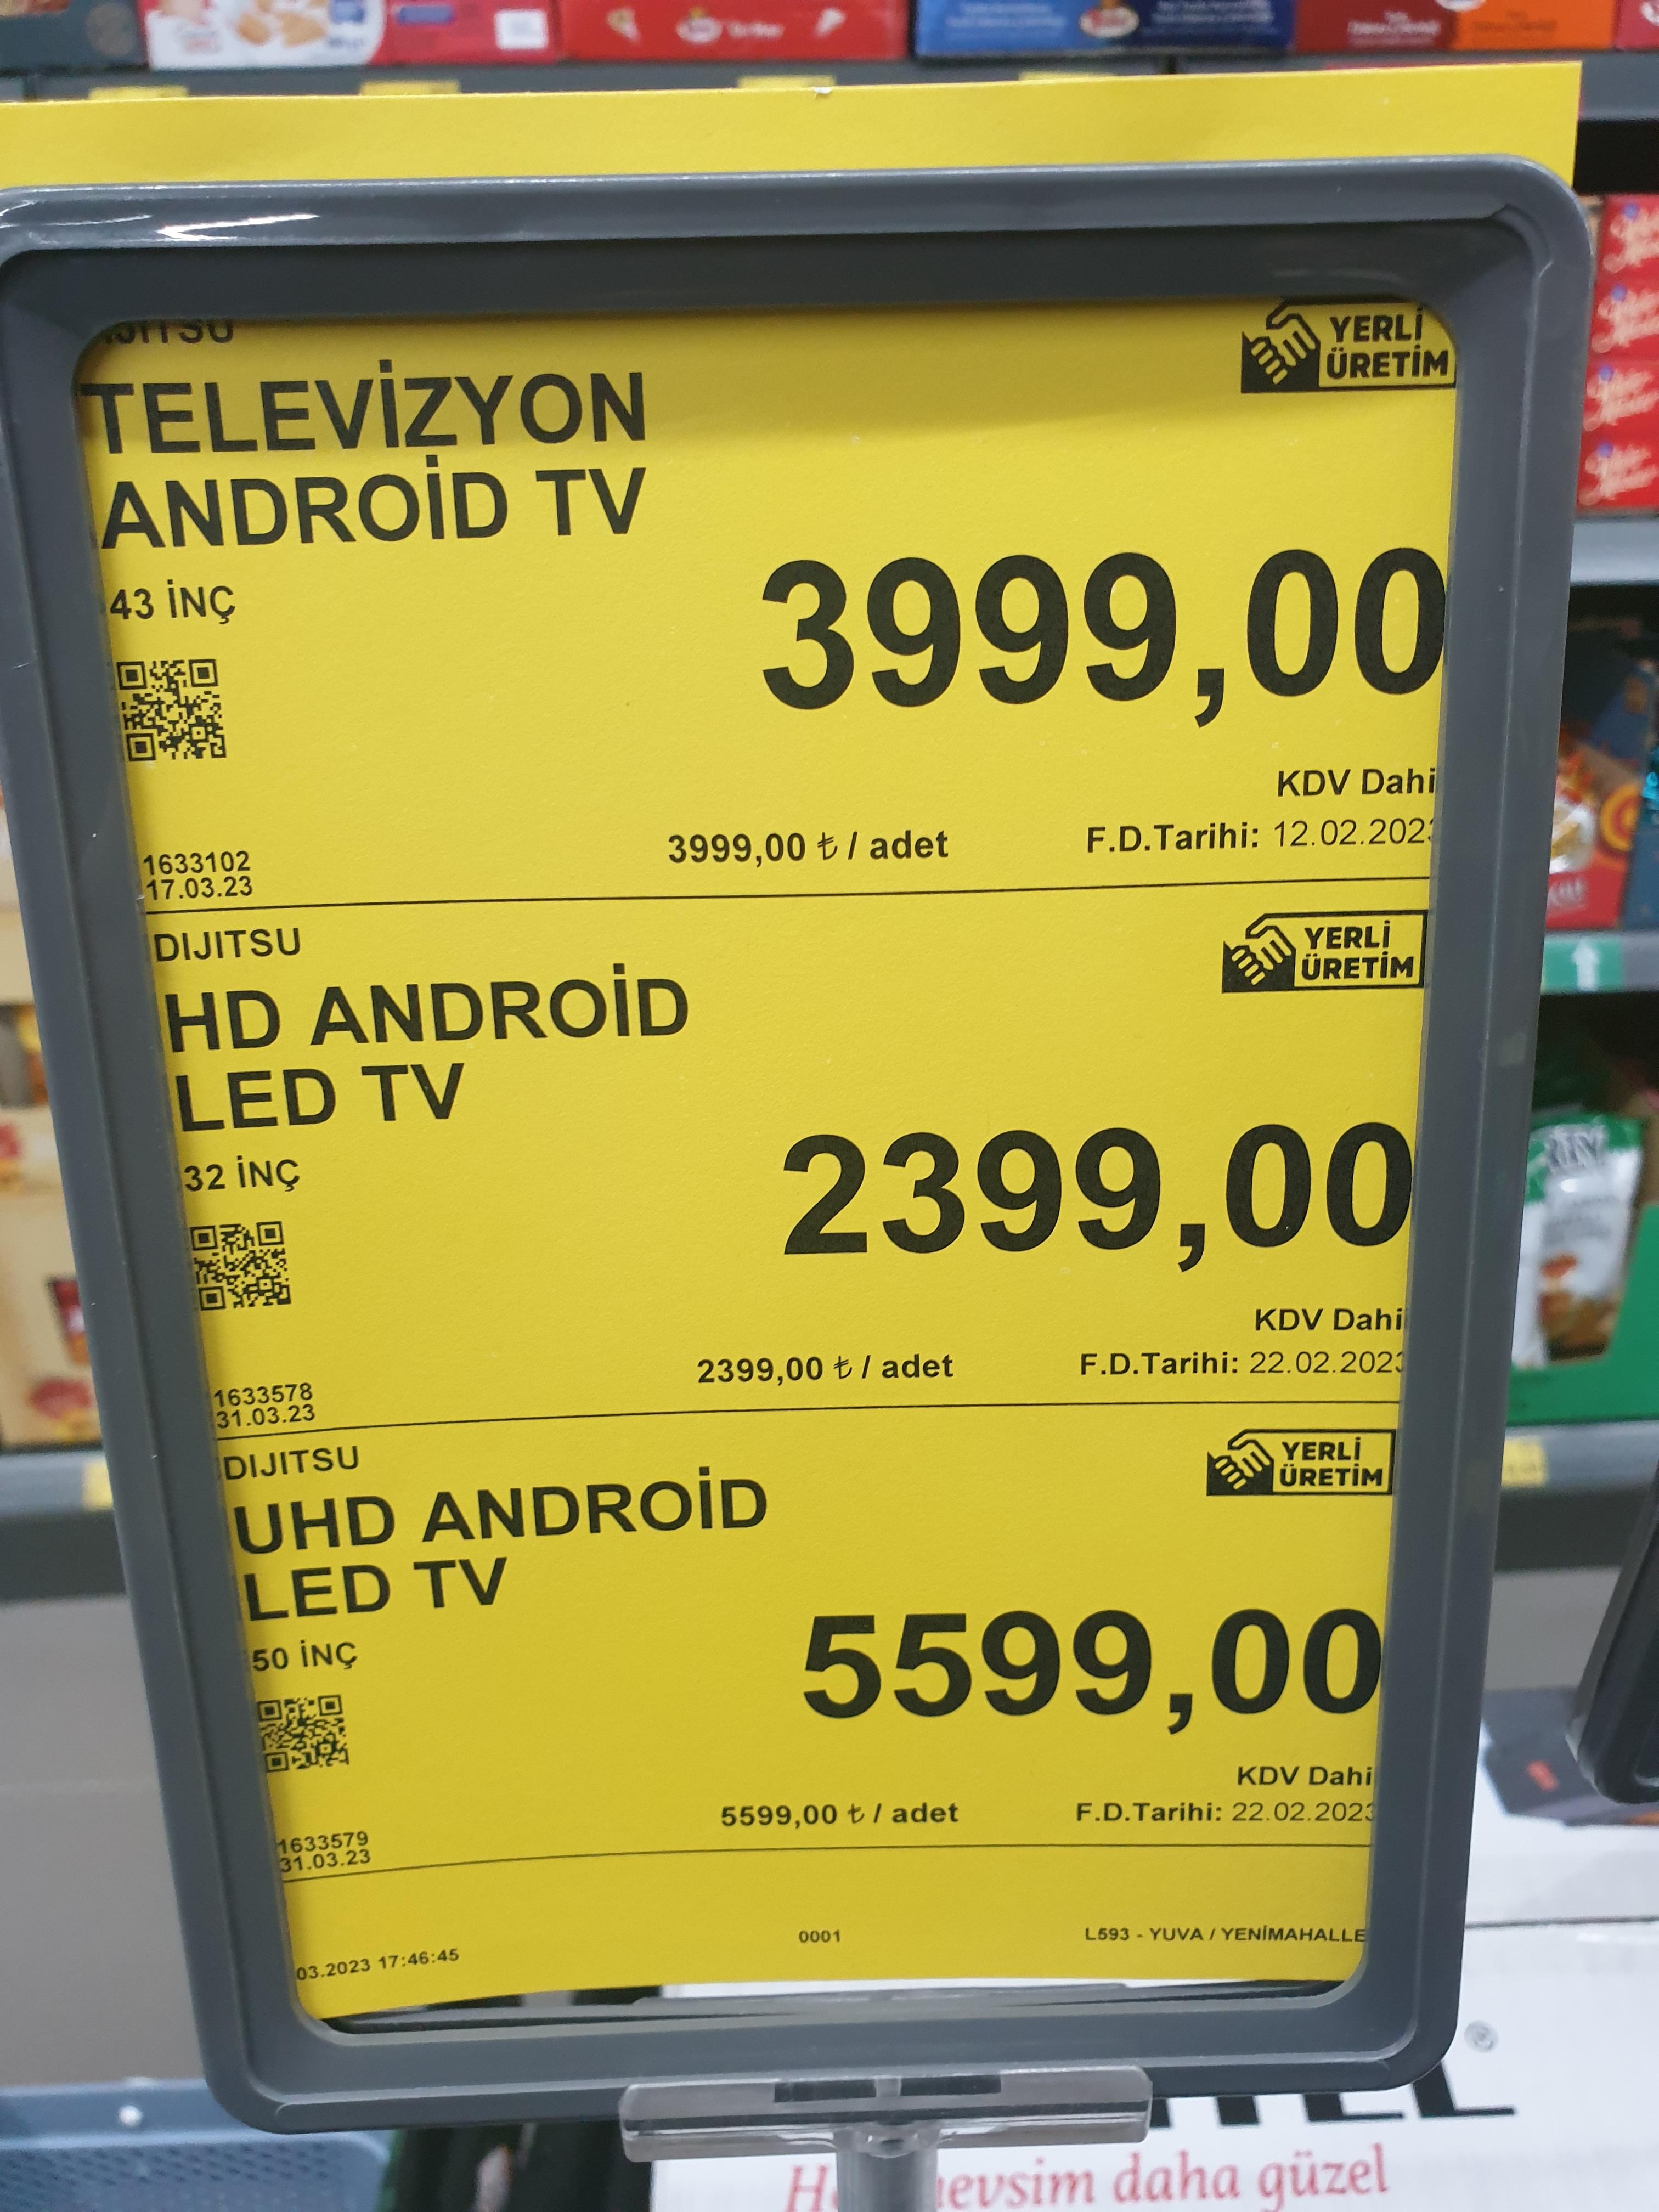 YERLİ
ÜRETİM
TELEVİZYON
ANDROİD TV
43 İNÇ
3999,00
KDV Dahi
3999,00 ₺ / adet
F.D.Tarihi: 12.02.2023
1633102
17.03.23
DIJITSU
YERLİ
ÜRETİM
HD ANDROİD
LED TV
32 İNÇ
2399,00
KDV Dahi
2399,00 ₺ / adet
F.D.Tarihi: 22.02.2023
1633578
31.03.23
DIJITSU
YERLİ
ÜRETİM
UHD ANDROİD
LED TV
50 İNÇ
5599,00
KDV Dahi
5599,00 ₺ / adet
F.D.Tarihi: 22.02.2023
1633579
31.03.23
03.2023 17:46:45
0001
L593 - YUVA / YENİMAHALLE
daha güzel